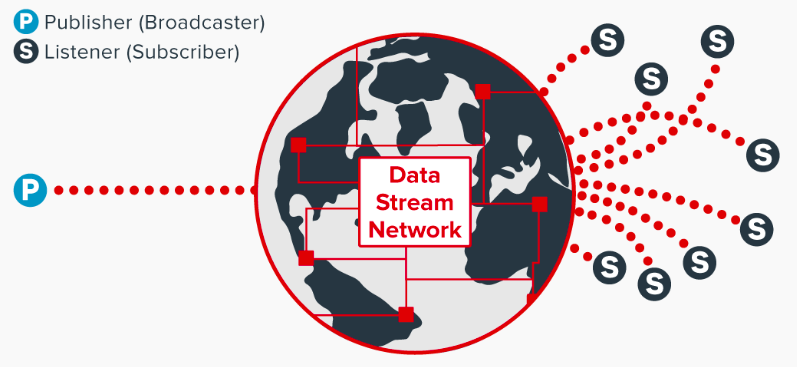 P Publisher (Broadcaster)
S Listener (Subscriber)
P
Data
Stream
Network
S
S
S
S
S
S
S
S